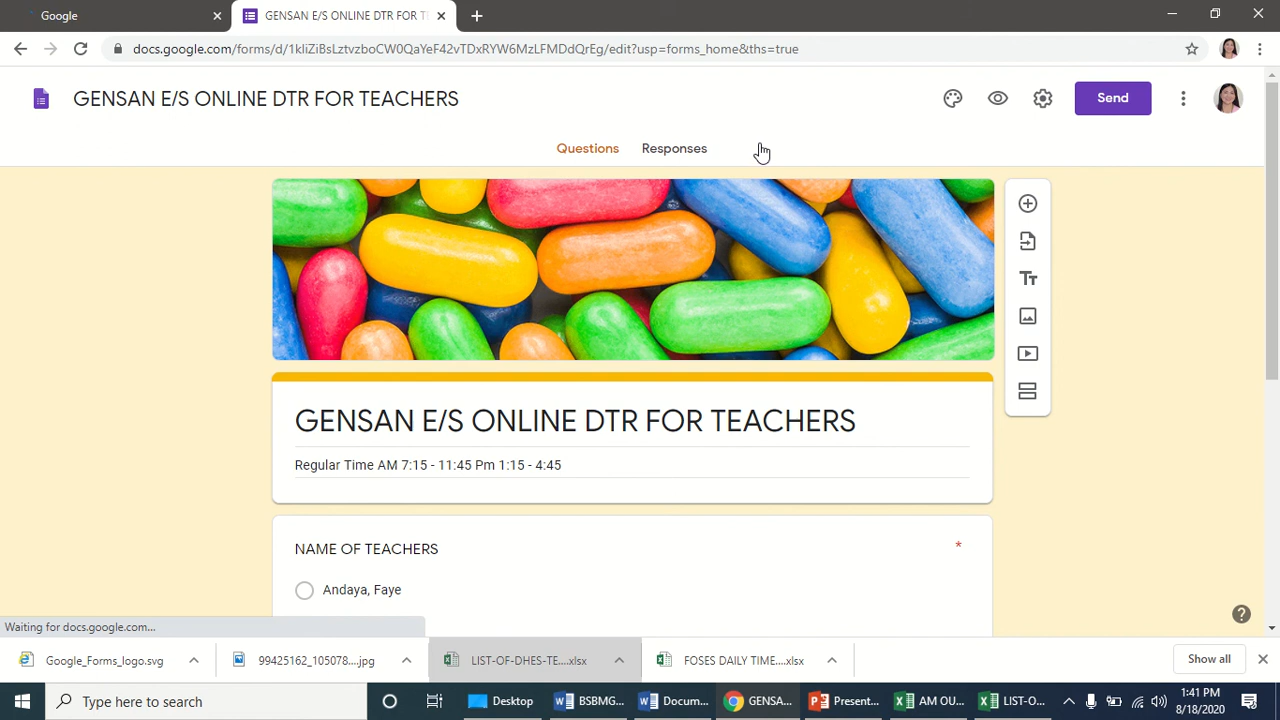 Google
GENSAN E/S ONLINE DTR FOR T
docs.google.com/forms/d/1kliZiBsLztvzboCW0QaYeF42vTDxRYW6MzLFMDdQrEg/edit?usp=forms_home&ths=true
GENSAN E/S ONLINE DTR FOR TEACHERS
Send
Questions
Responses
Tт
GENSAN E/S ONLINE DTR FOR TEACHERS
Regular Time AM 7:15 - 11:45 Pm 1:15 - 4:45
NAME OF TEACHERS *
Andaya, Faye
Waiting for docs.google.com...
Google_Forms_logo.svg
99425162_105078....jpg
LIST-OF-DHES-TE....xlsx
FOSES DAILY TIME....xlsx
Show all
Type here to search
Desktop
BSBMG...
Docum...
GENSA...
Present...
AM OU...
LIST-O...
1:41 PM
8/18/2020